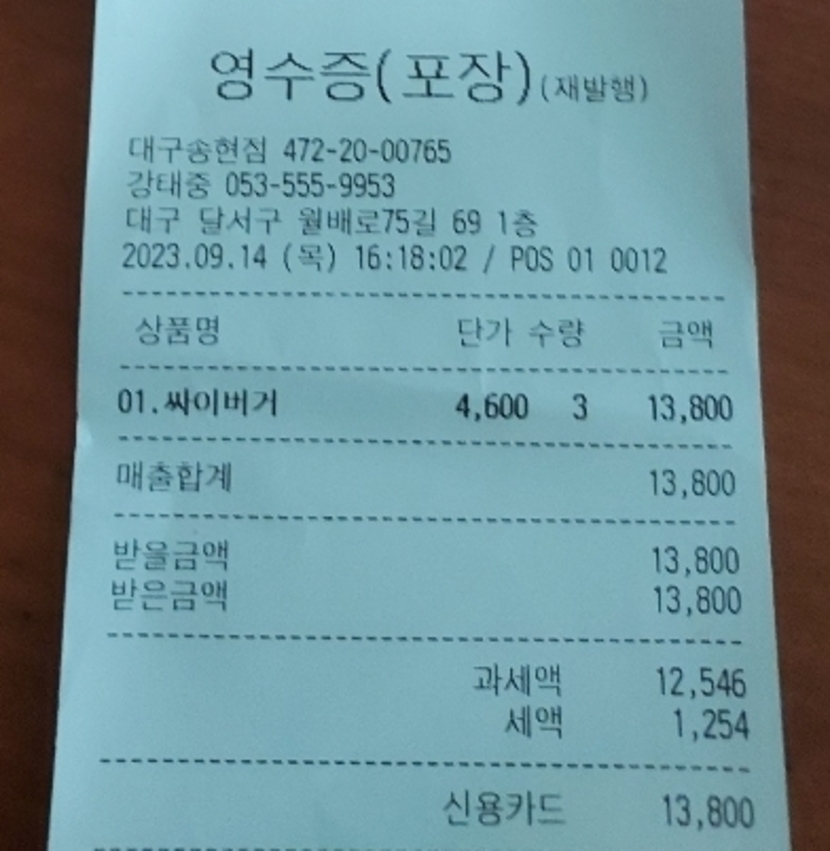 영수증(포장)(재발행)
대구송현점 472-20-00765
강태중 053-555-9953
대구 달서구 월배로75길 69 1층
2023.09.14 (목) 16:18:02 / POS 01 0012
상품명 단가 수량 금액
01.싸이버거 4,600 3 13,800
매출합계 13,800
받을금액 13,800
받은금액 13,800
과세액 12,546
세액 1,254
신용카드 13,800